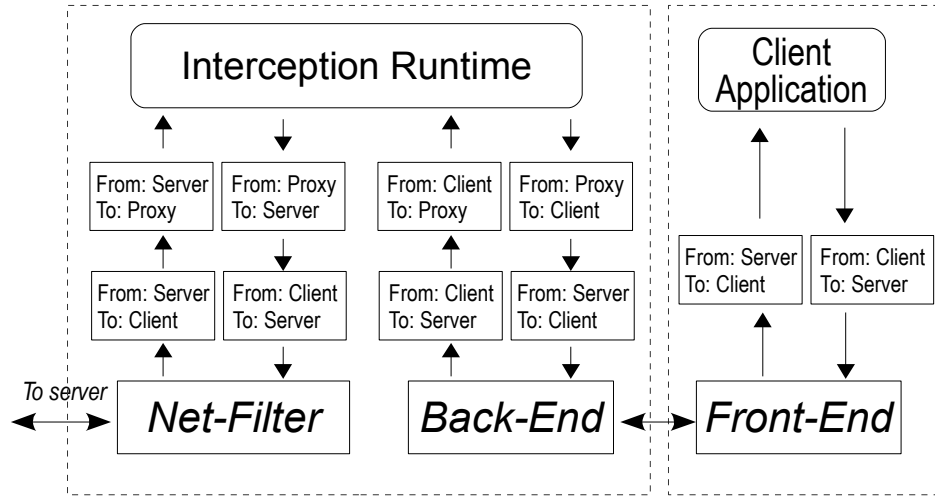 Interception Runtime
Client
Application
From: Server
To: Proxy
From: Proxy
To: Server
From: Client
To: Proxy
From: Proxy
To: Client
From: Server
To: Client
From: Client
To: Server
From: Client
To: Server
From: Server
To: Client
From: Server
To: Client
From: Client
To: Server
To server
Net-Filter
Back-End
Front-End